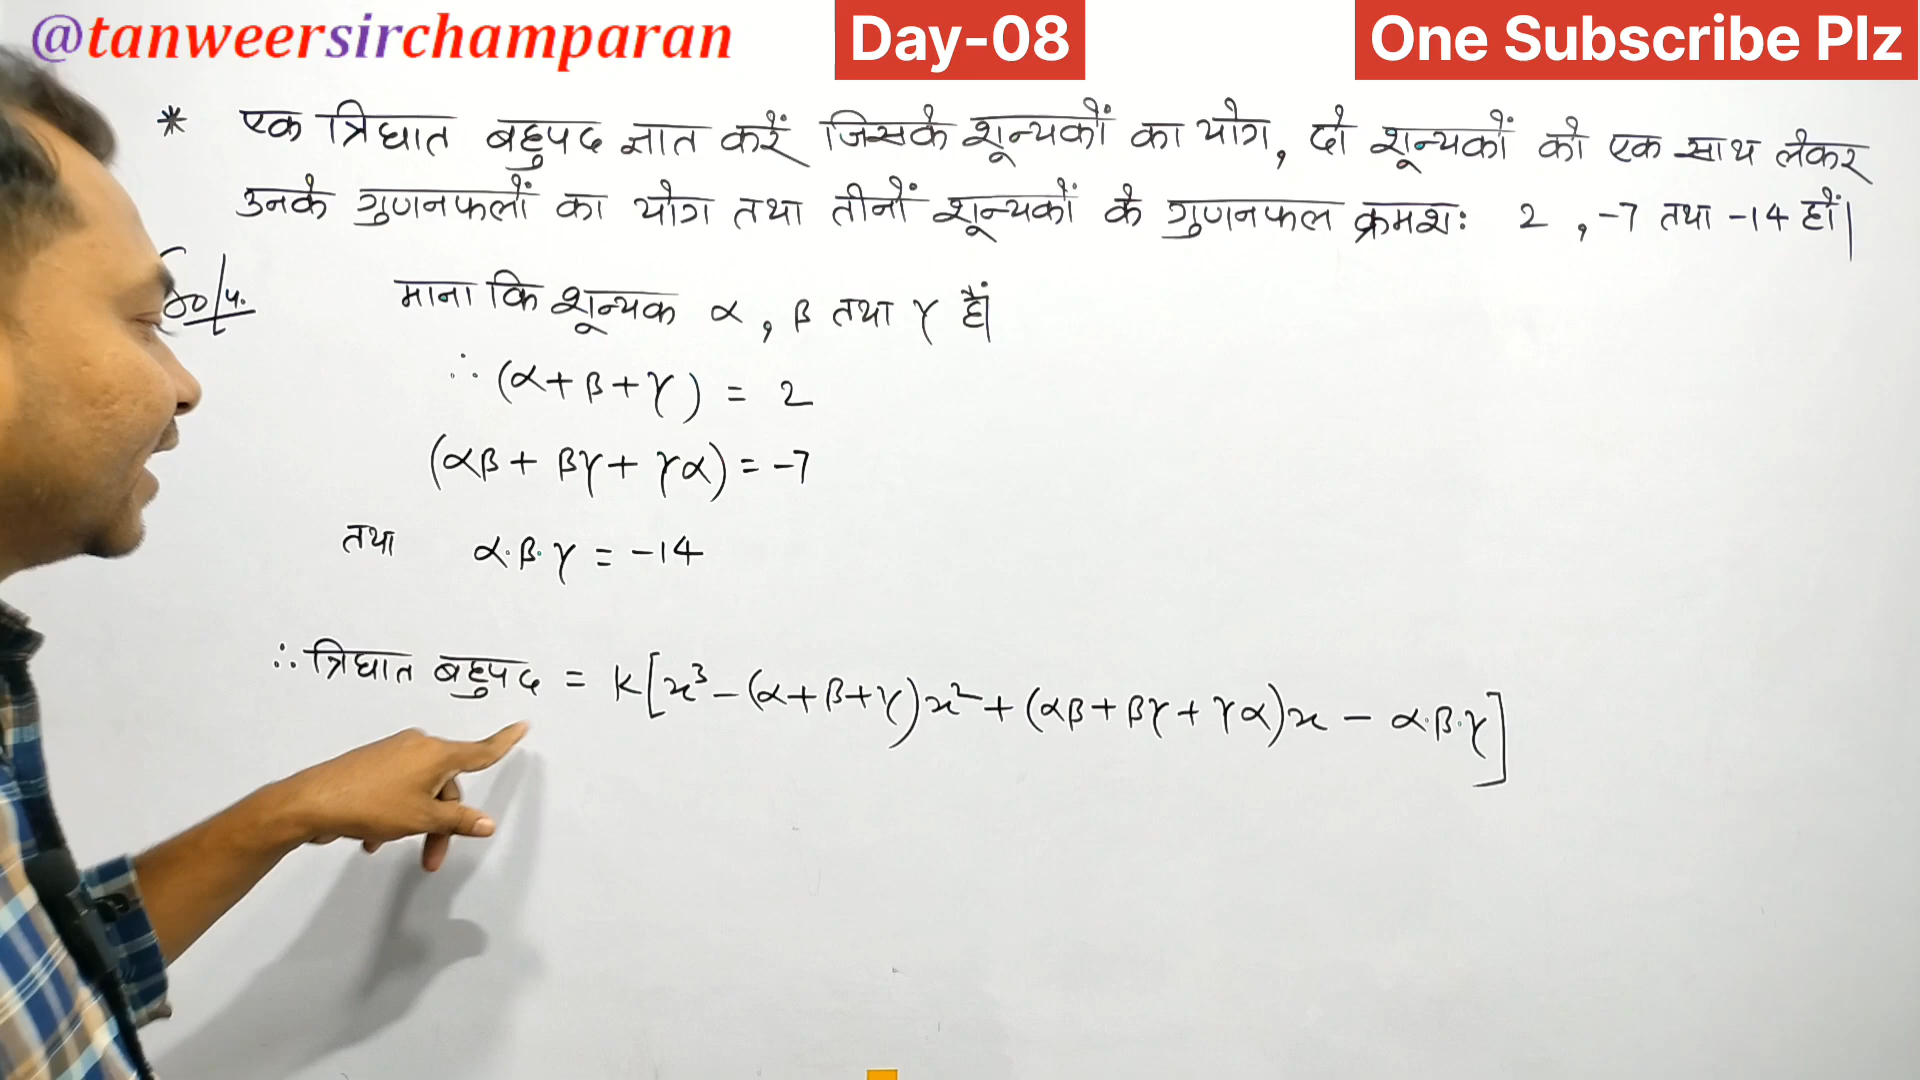 @tanweersirchamparan Day-08 One Subscribe Plz
* एक त्रिघात बहुपद ज्ञात करें जिसके शून्यकों का योग, दो शून्यकों को एक साथ लेकर
उनके गुणनफलों का योग तथा तीनों शून्यकों के गुणनफल क्रमशः 2, -7 तथा -14 हों।
Soln. माना कि शून्यक α, β तथा γ हैं।
∴ (α+β+γ) = 2
(αβ + βγ + γα) = -7
तथा α.β.γ = -14
∴ त्रिघात बहुपद = K[x³-(α+β+γ)x²+(αβ+βγ+γα)x - α.β.γ]